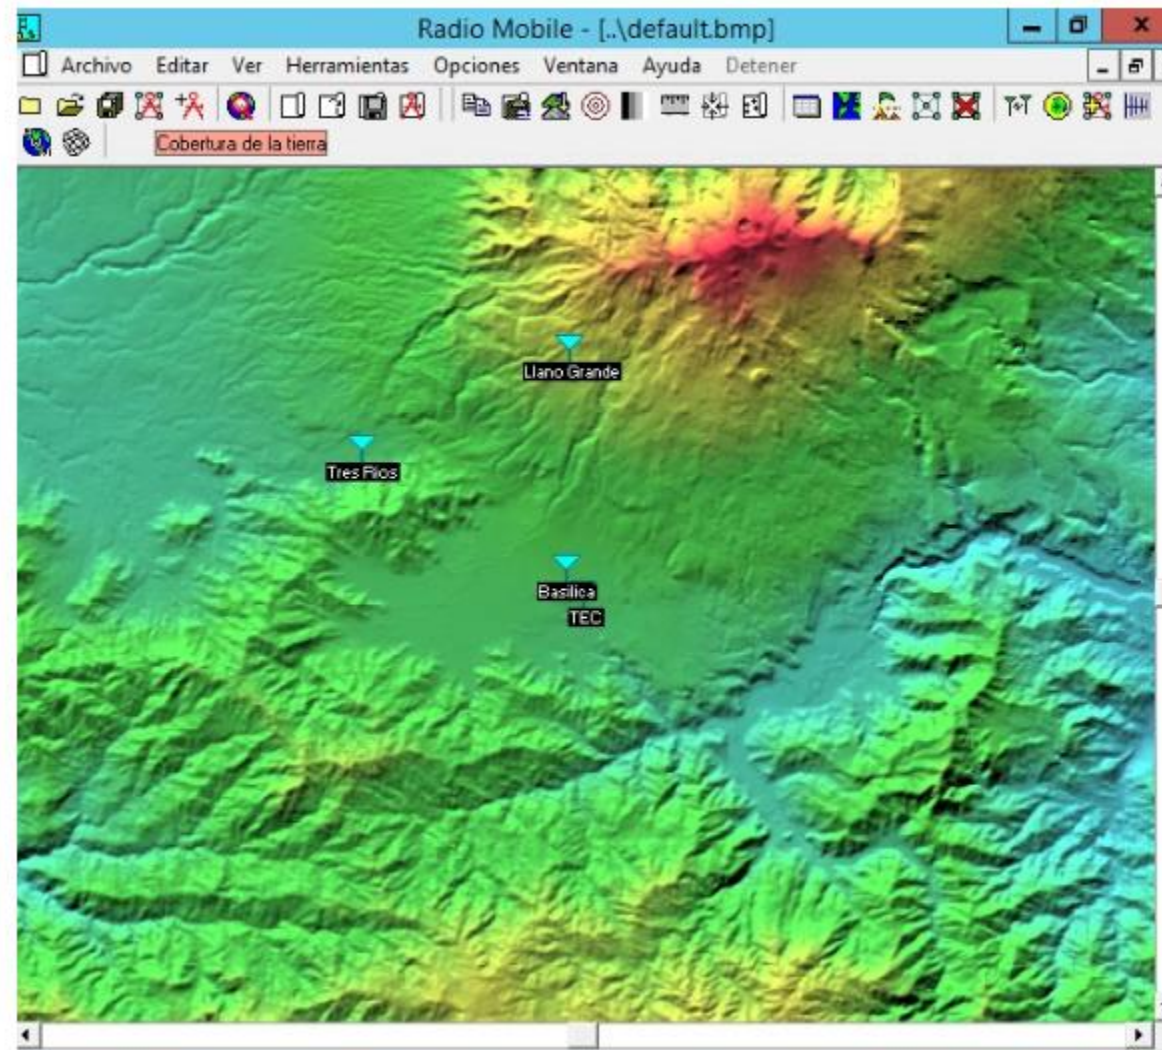 Radio Mobile - [..\default.bmp]
Archivo Editar Ver Herramientas Opciones Ventana Ayuda Detener
Cobertura de la tierra
Llano Grande
Tres Rios
Basilica
TEC